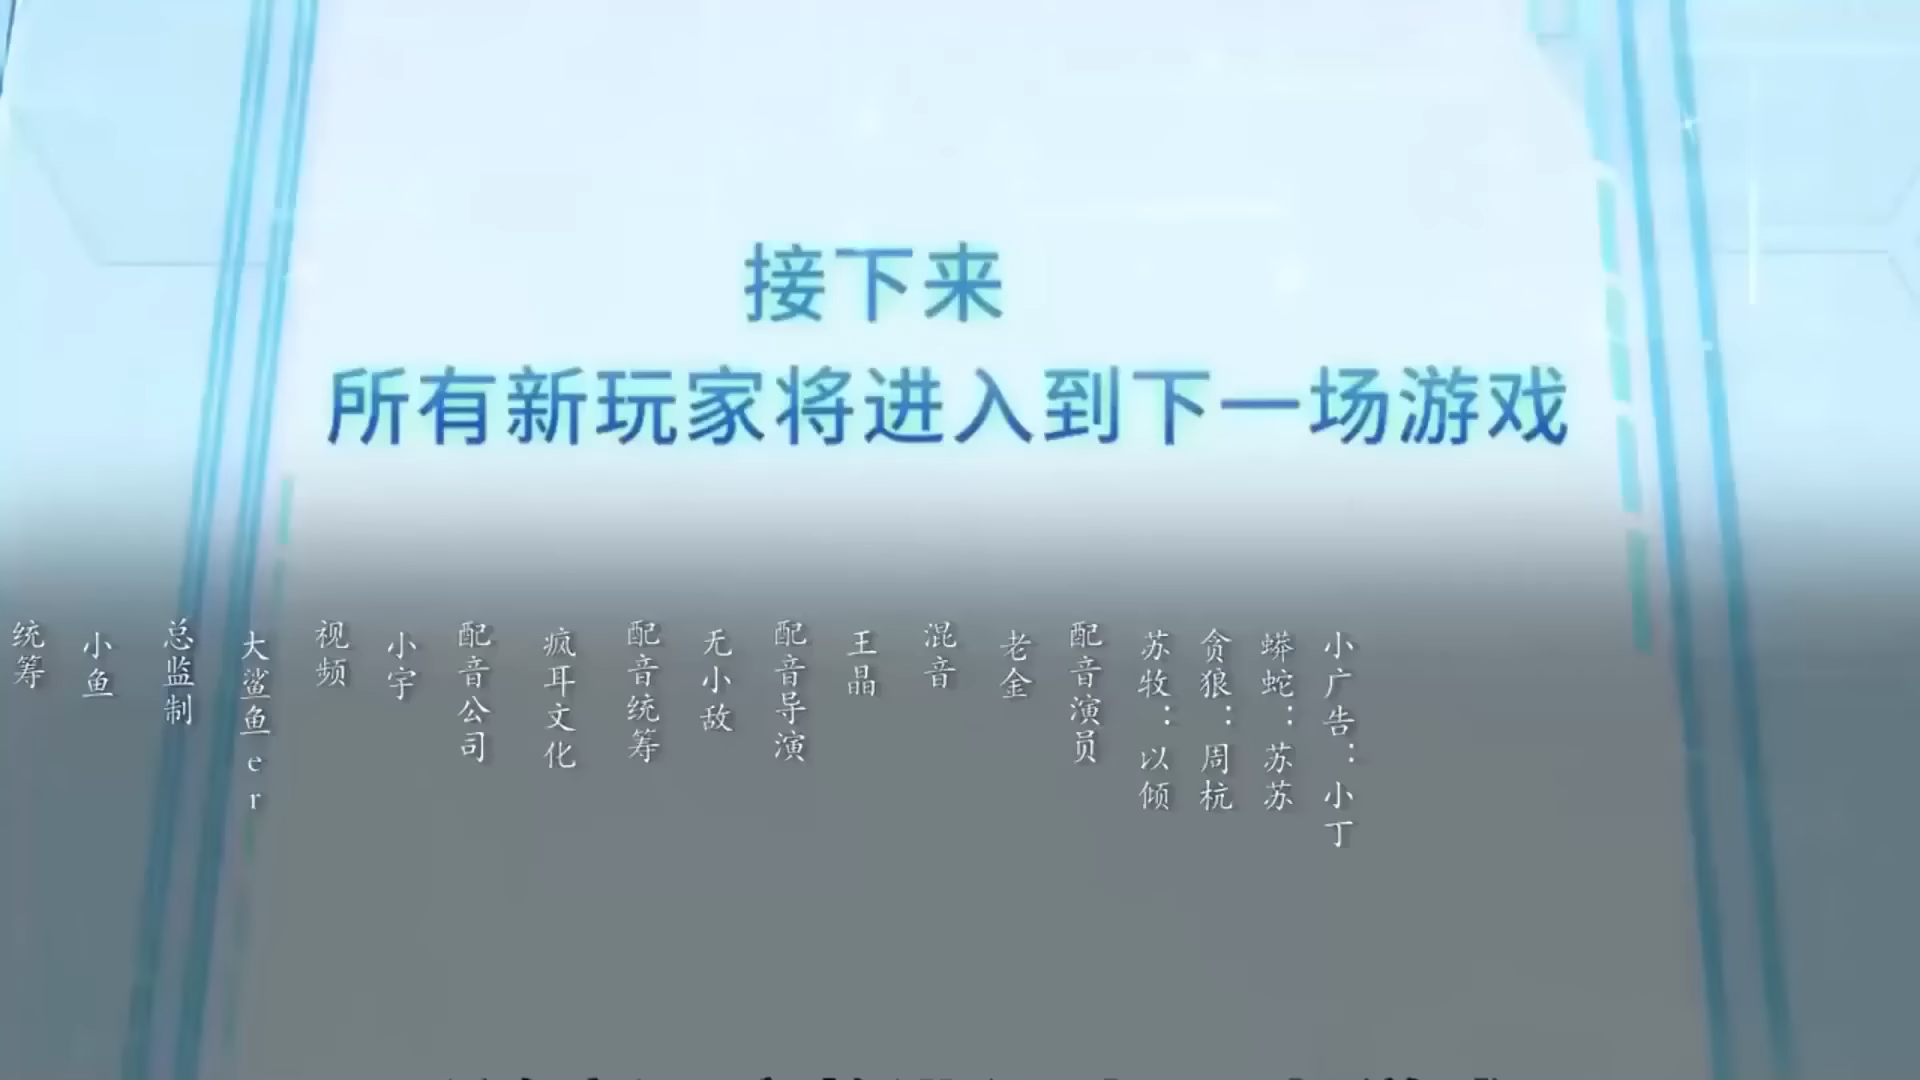 接下来
所有新玩家将进入到下一场游戏
统筹
小鱼
总监制
大鲨鱼er
视频
小宇
配音公司
疯耳文化
配音统筹
无小敌
配音导演
王晶
混音
老金
配音演员
苏牧：以倾
贪狼：周杭
蟒蛇：苏苏
小广告：小丁